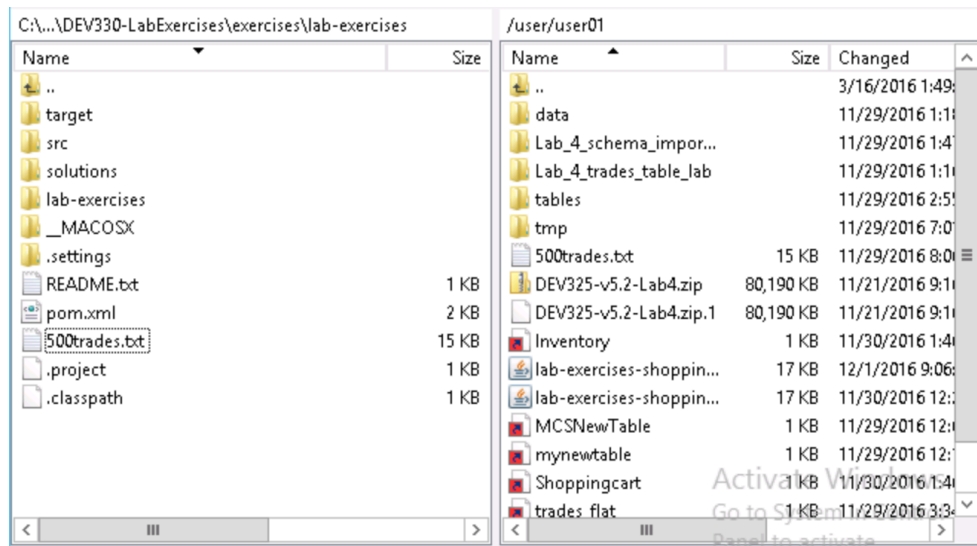 C:\...\DEV330-LabExercises\exercises\lab-exercises
Name Size
..
target
src
solutions
lab-exercises
__MACOSX
.settings
README.txt 1 KB
pom.xml 2 KB
500trades.txt 15 KB
.project 1 KB
.classpath 1 KB
/user/user01
Name Size Changed
.. 3/16/2016 1:49:
data 11/29/2016 1:1
Lab_4_schema_impor... 11/29/2016 1:4
Lab_4_trades_table_lab 11/29/2016 1:1
tables 11/29/2016 2:5
tmp 11/29/2016 7:0
500trades.txt 15 KB 11/29/2016 8:0
DEV325-v5.2-Lab4.zip 80,190 KB 11/21/2016 9:1
DEV325-v5.2-Lab4.zip.1 80,190 KB 11/21/2016 9:1
Inventory 1 KB 11/30/2016 1:4
lab-exercises-shoppin... 17 KB 12/1/2016 9:06:
lab-exercises-shoppin... 17 KB 11/30/2016 12:
MCSNewTable 1 KB 11/29/2016 12:
mynewtable 1 KB 11/29/2016 12:
Shoppingcart 1 KB 11/30/2016 1:4
trades_flat 1 KB 11/29/2016 3:3
Activate Windows
Go to System in Control
Panel to activate